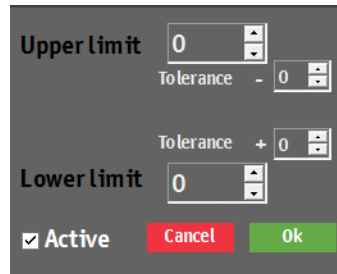 Upper limit 0
Tolerance - 0
Tolerance + 0
Lower limit 0
Active Cancel Ok